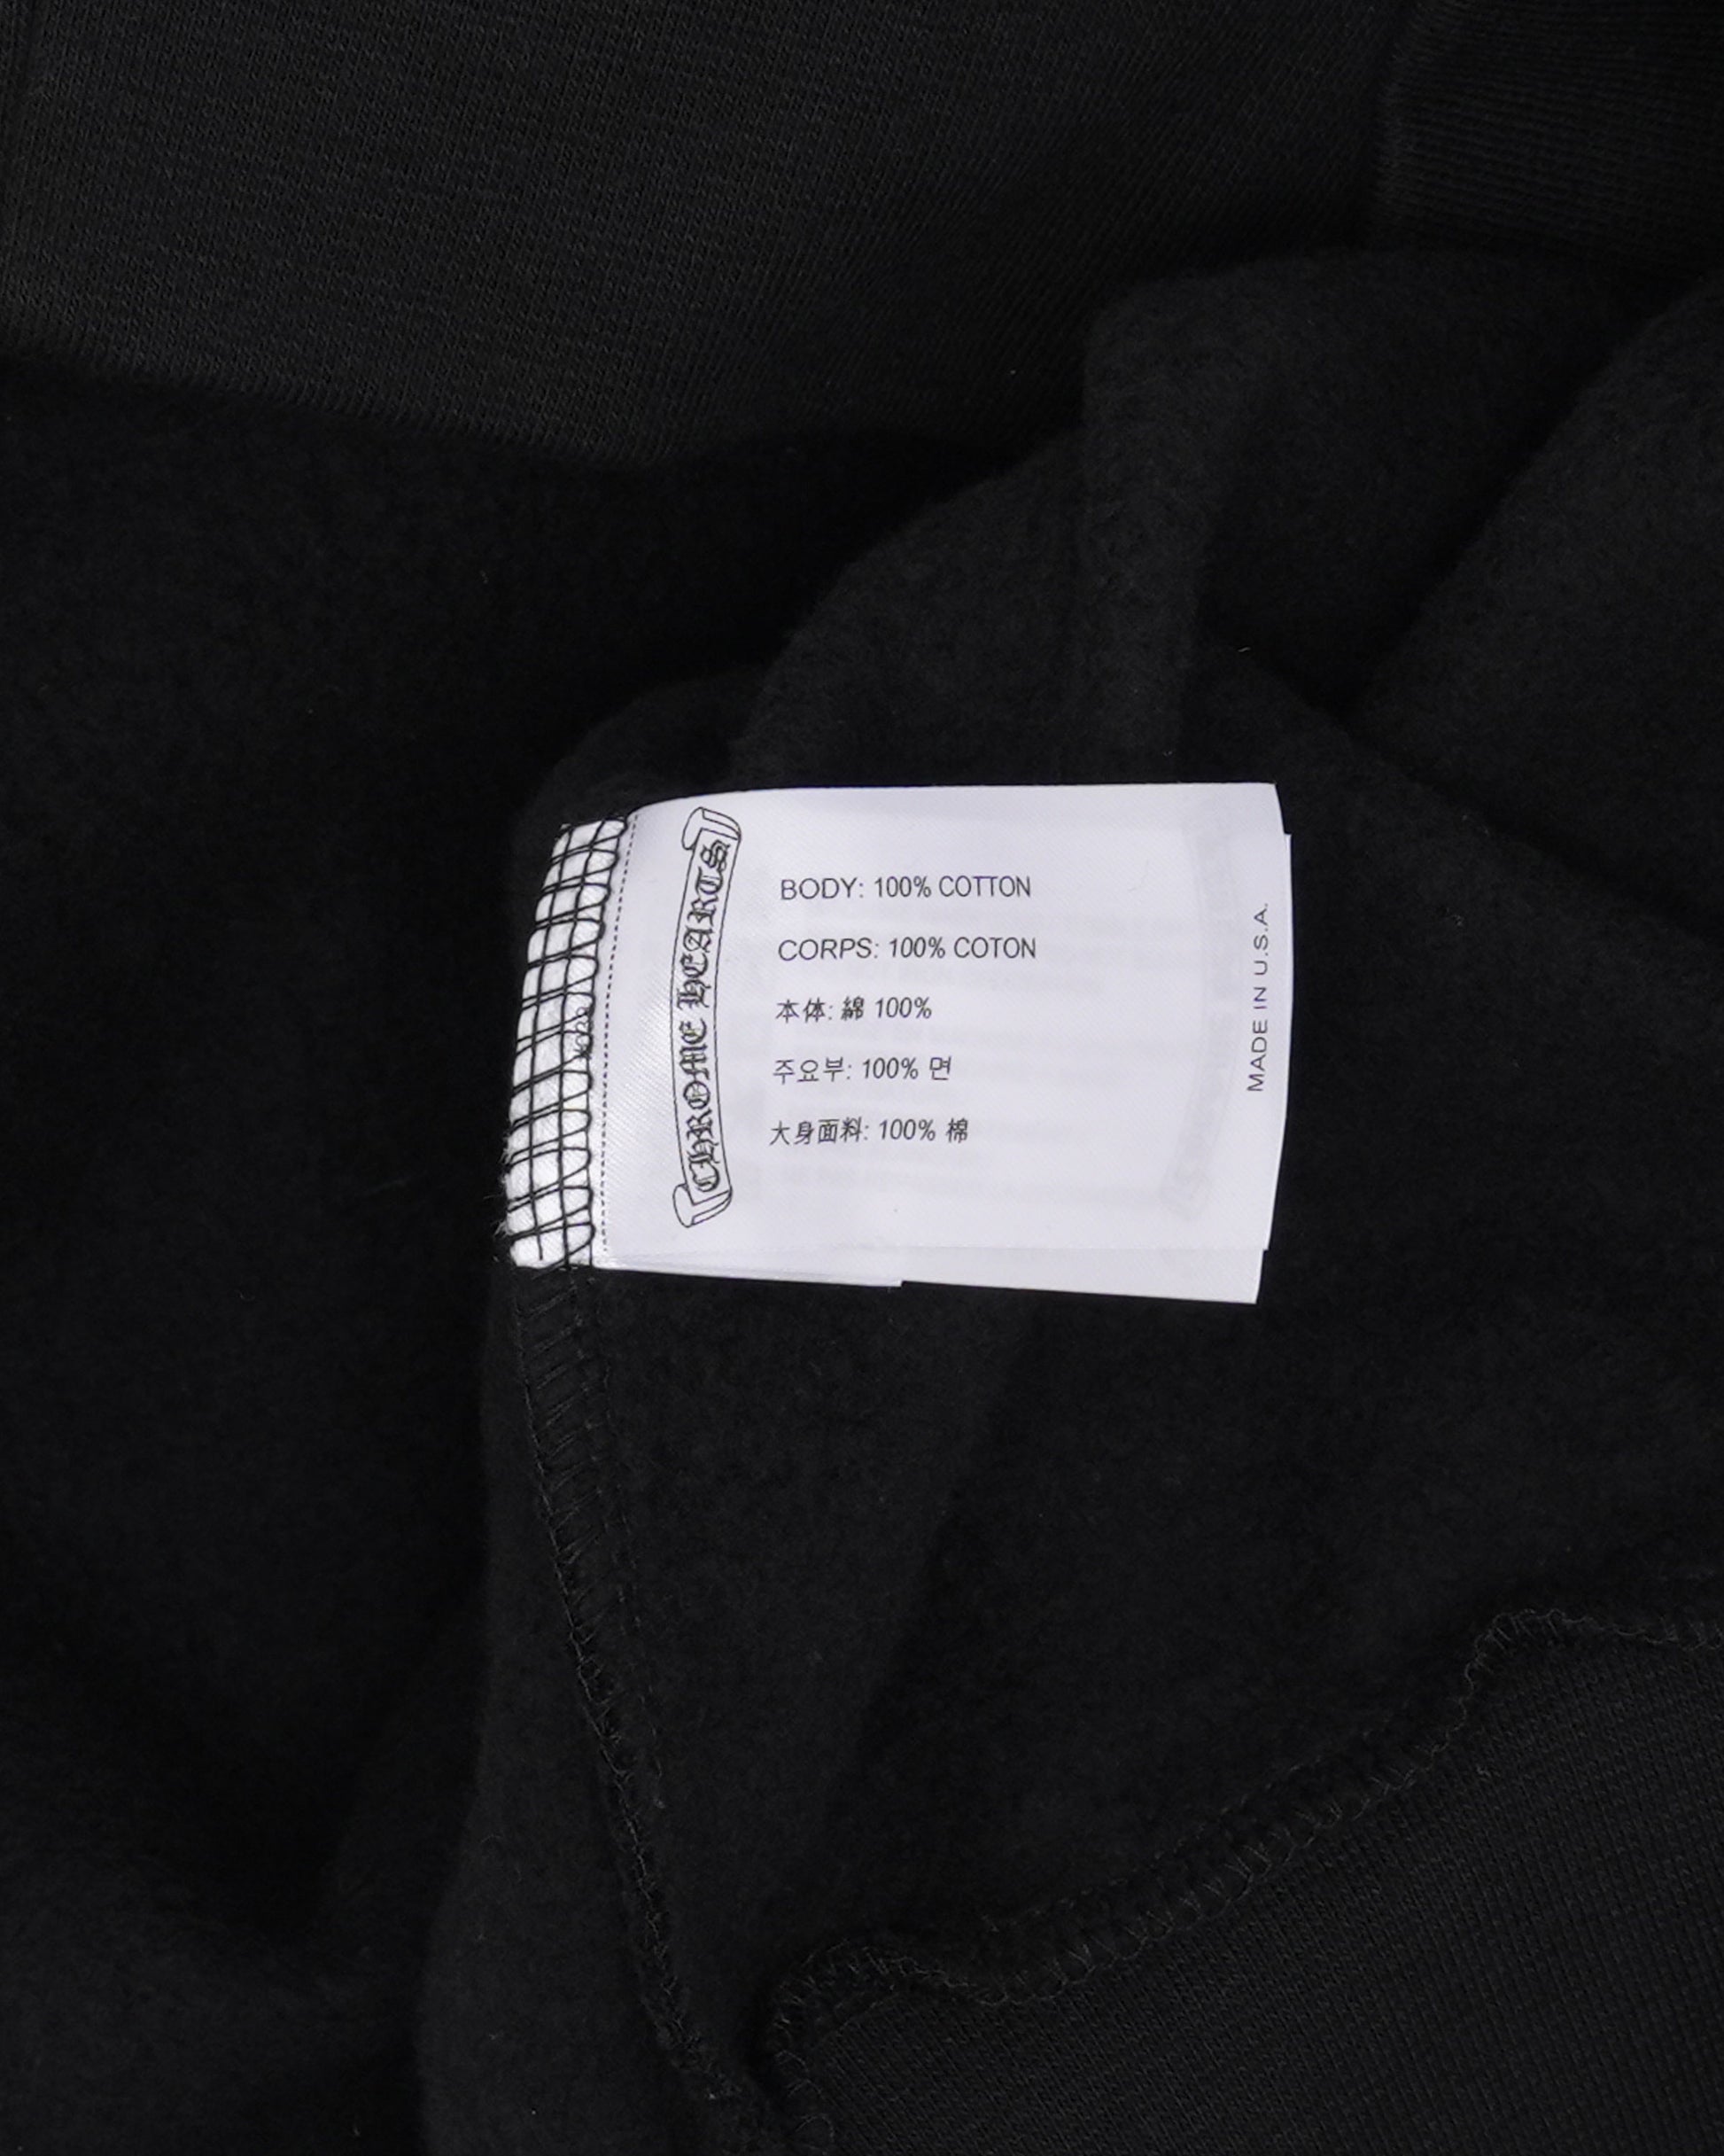 CHROME HEARTS
BODY: 100% COTTON
CORPS: 100% COTON
本体: 綿 100%
주요부: 100% 면
大身面料: 100% 棉
MADE IN U.S.A.